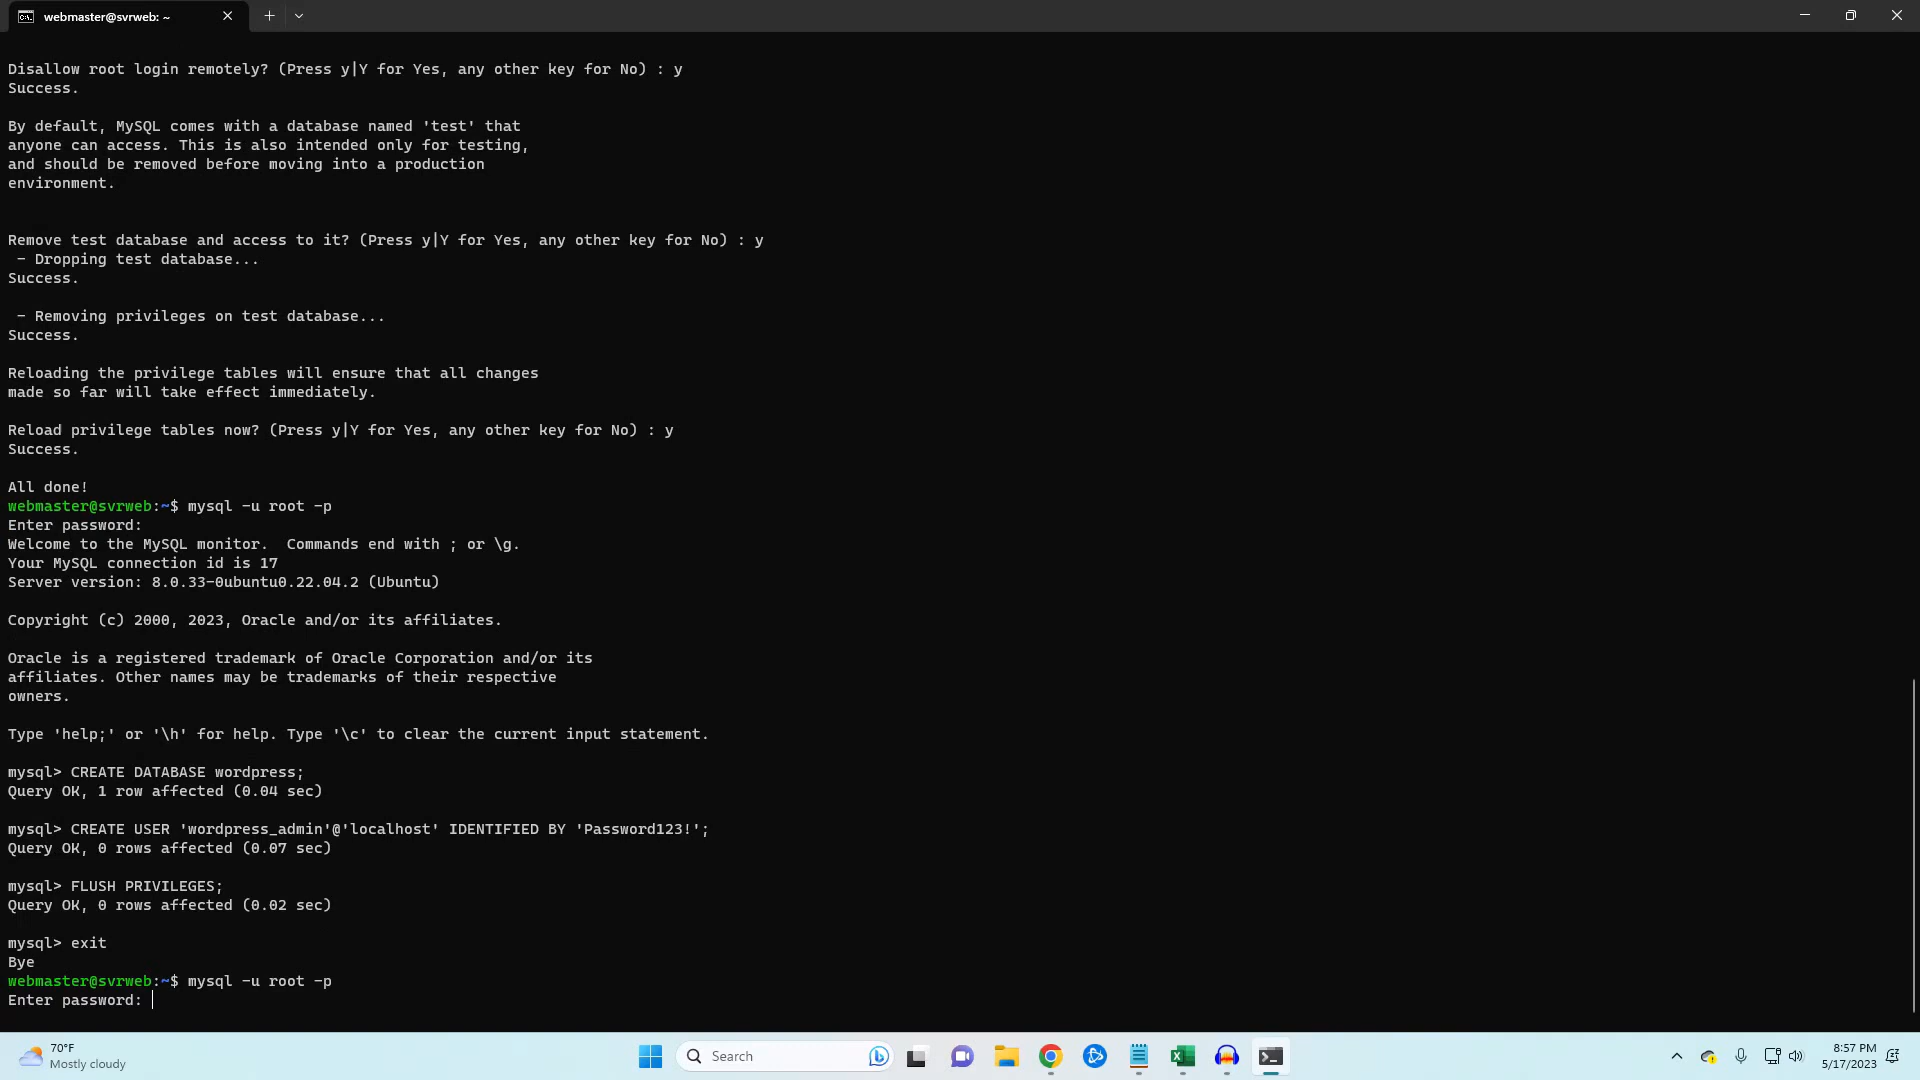 webmaster@svrweb: ~
Disallow root login remotely? (Press y|Y for Yes, any other key for No) : y
Success.
By default, MySQL comes with a database named 'test' that
anyone can access. This is also intended only for testing,
and should be removed before moving into a production
environment.
Remove test database and access to it? (Press y|Y for Yes, any other key for No) : y
 - Dropping test database...
Success.
 - Removing privileges on test database...
Success.
Reloading the privilege tables will ensure that all changes
made so far will take effect immediately.
Reload privilege tables now? (Press y|Y for Yes, any other key for No) : y
Success.
All done!
webmaster@svrweb:~$ mysql -u root -p
Enter password:
Welcome to the MySQL monitor.  Commands end with ; or \g.
Your MySQL connection id is 17
Server version: 8.0.33-0ubuntu0.22.04.2 (Ubuntu)
Copyright (c) 2000, 2023, Oracle and/or its affiliates.
Oracle is a registered trademark of Oracle Corporation and/or its
affiliates. Other names may be trademarks of their respective
owners.
Type 'help;' or '\h' for help. Type '\c' to clear the current input statement.
mysql> CREATE DATABASE wordpress;
Query OK, 1 row affected (0.04 sec)
mysql> CREATE USER 'wordpress_admin'@'localhost' IDENTIFIED BY 'Password123!';
Query OK, 0 rows affected (0.07 sec)
mysql> FLUSH PRIVILEGES;
Query OK, 0 rows affected (0.02 sec)
mysql> exit
Bye
webmaster@svrweb:~$ mysql -u root -p
Enter password:
70°F
Mostly cloudy
Search
8:57 PM
5/17/2023